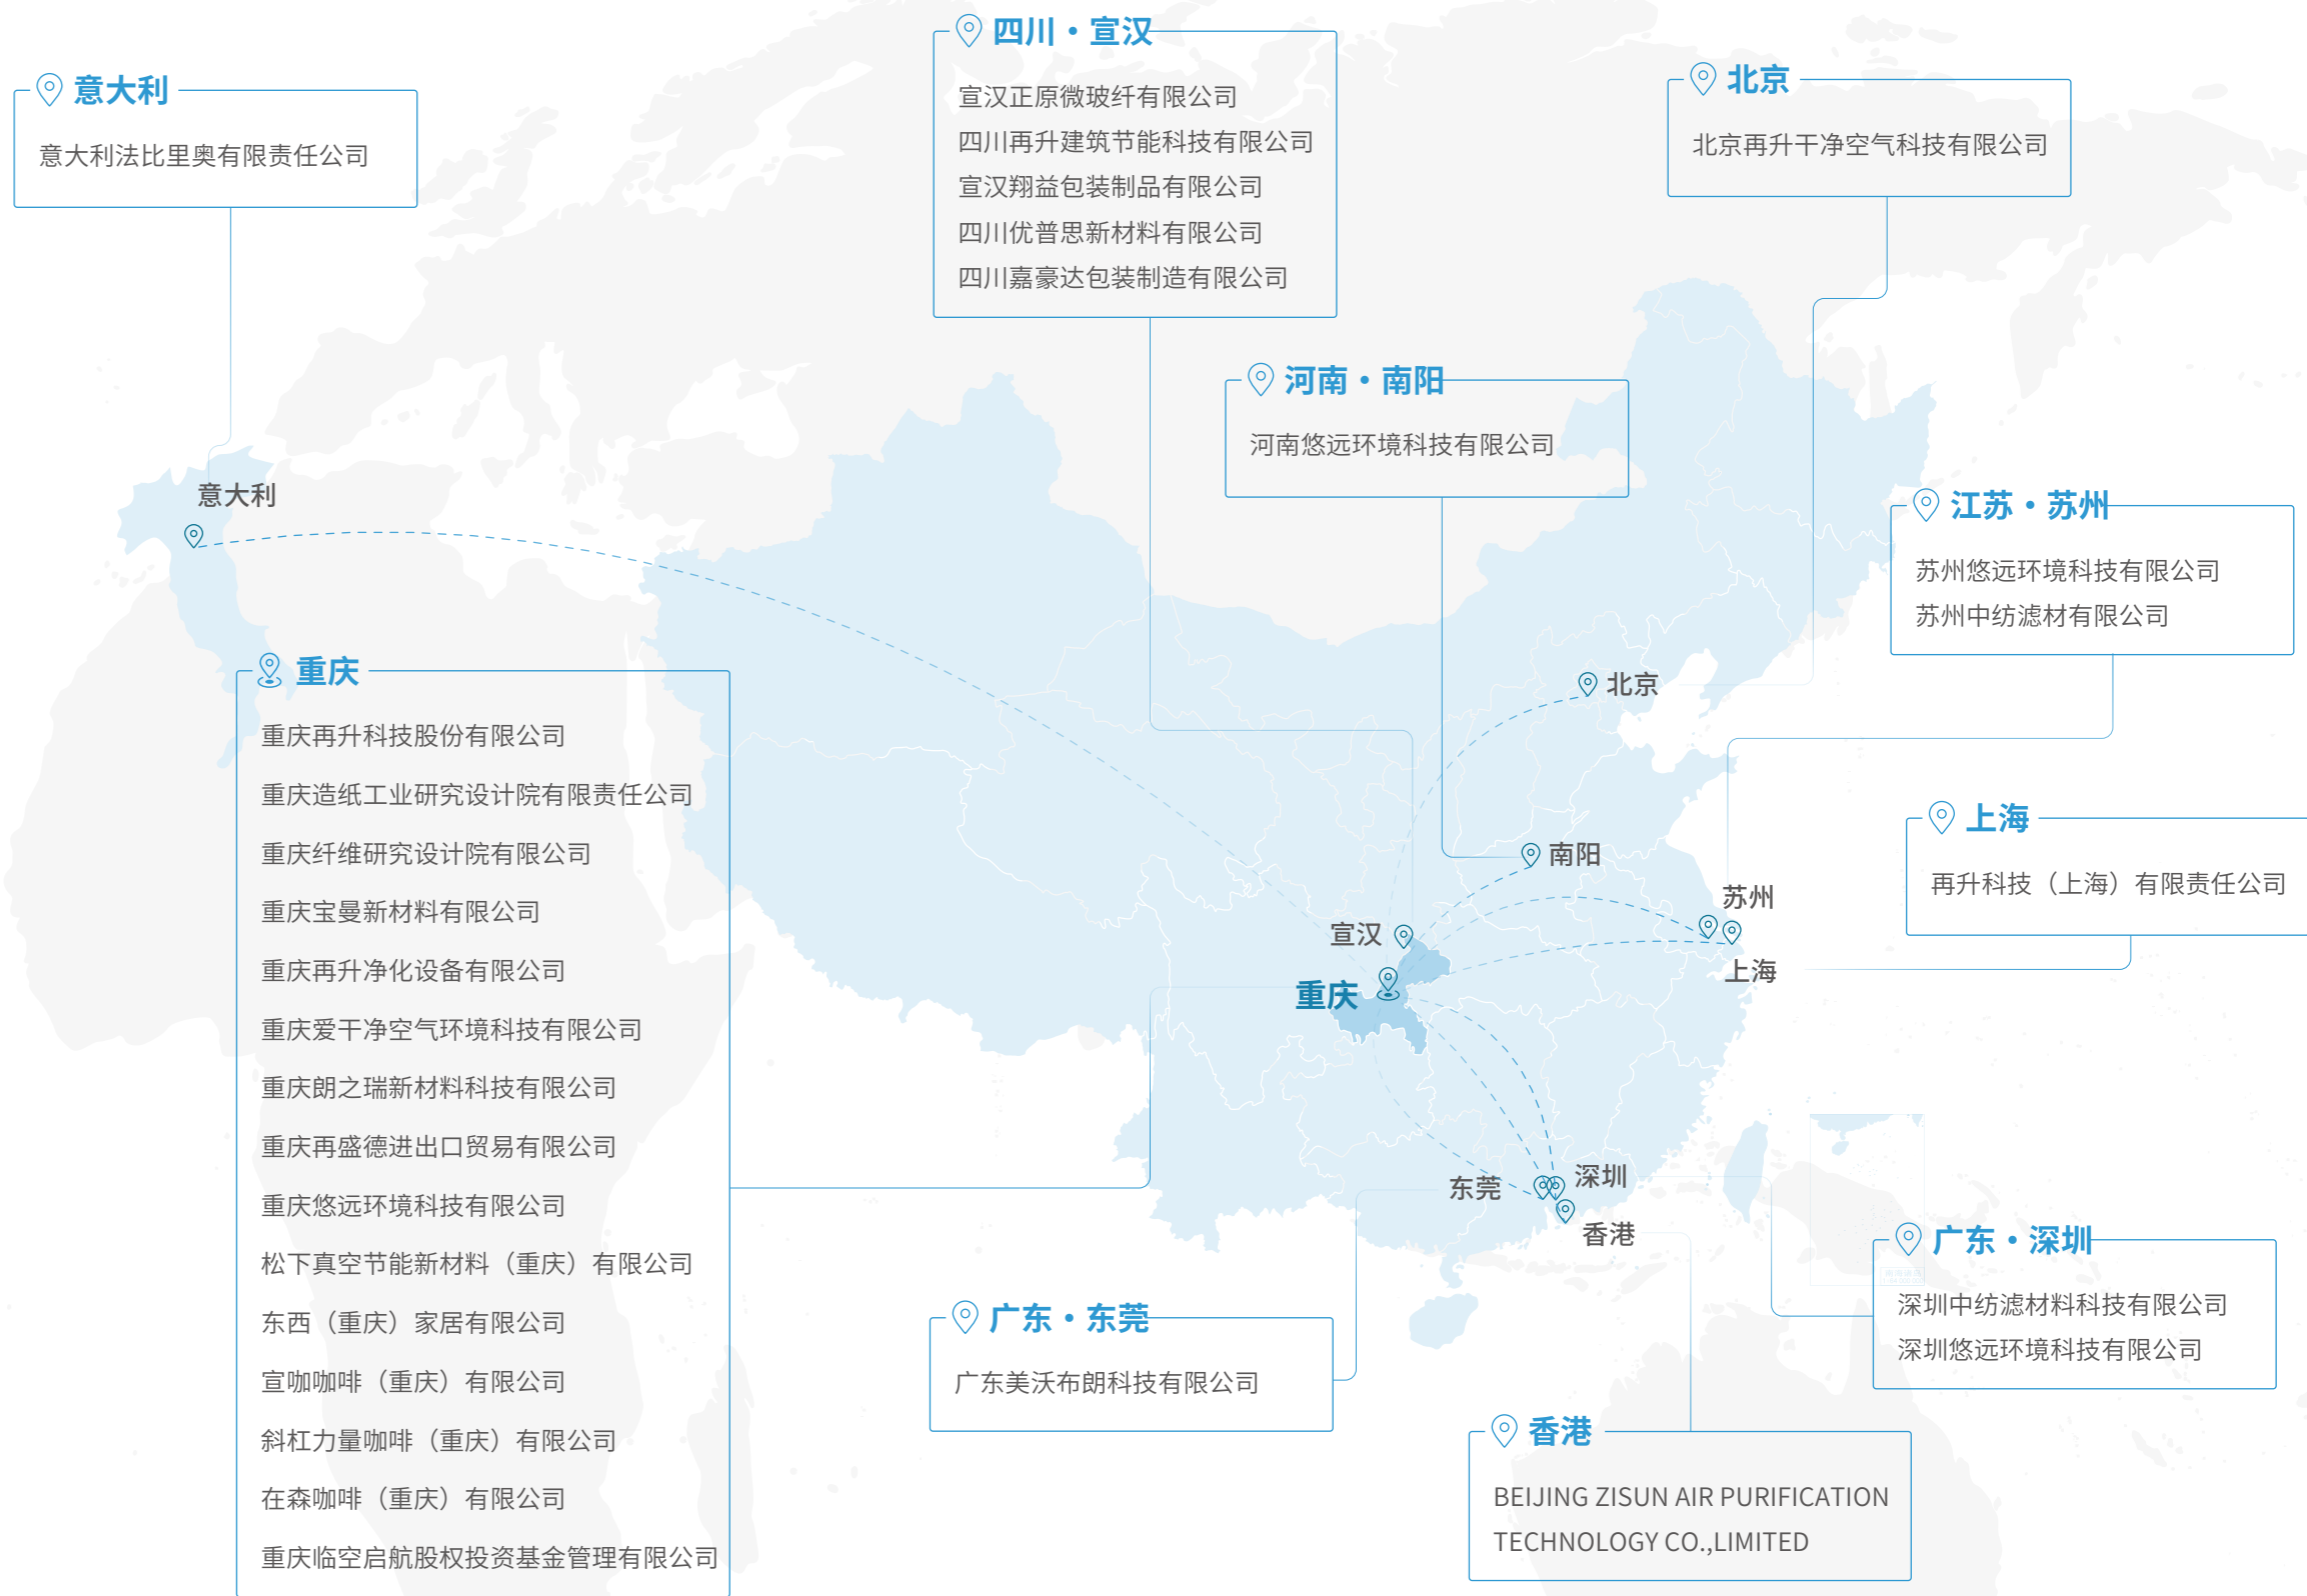 四川·宣汉
宣汉正原微玻纤有限公司
四川再升建筑节能科技有限公司
宣汉翔益包装制品有限公司
四川优普思新材料有限公司
四川嘉豪达包装制造有限公司
意大利
意大利法比里奥有限责任公司
北京
北京再升干净空气科技有限公司
河南·南阳
河南悠远环境科技有限公司
江苏·苏州
苏州悠远环境科技有限公司
苏州中纺滤材有限公司
意大利
重庆
重庆再升科技股份有限公司
重庆造纸工业研究设计院有限责任公司
重庆纤维研究设计院有限公司
重庆宝曼新材料有限公司
重庆再升净化设备有限公司
重庆爱干净空气环境科技有限公司
重庆朗之瑞新材料科技有限公司
重庆再盛德进出口贸易有限公司
重庆悠远环境科技有限公司
松下真空节能新材料（重庆）有限公司
东西（重庆）家居有限公司
宣咖咖啡（重庆）有限公司
斜杠力量咖啡（重庆）有限公司
在森咖啡（重庆）有限公司
重庆临空启航股权投资基金管理有限公司
北京
南阳
苏州
宣汉
上海
重庆
上海
再升科技（上海）有限责任公司
东莞
深圳
香港
广东·深圳
深圳中纺滤材料科技有限公司
深圳悠远环境科技有限公司
广东·东莞
广东美沃布朗科技有限公司
香港
BEIJING ZISUN AIR PURIFICATION
TECHNOLOGY CO.,LIMITED